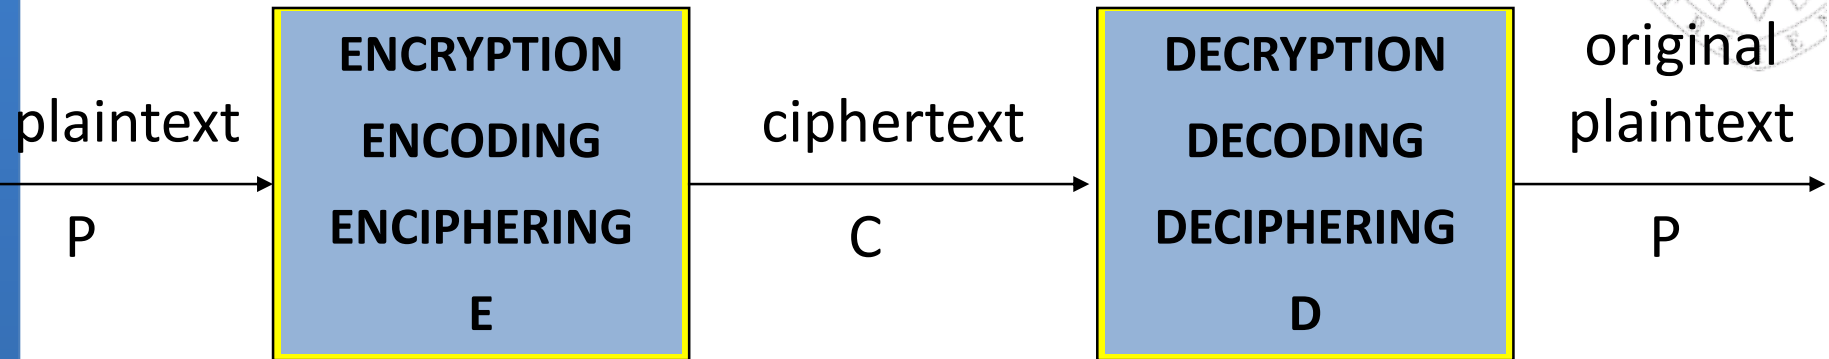 plaintext
P
ENCRYPTION
ENCODING
ENCIPHERING
E
ciphertext
C
DECRYPTION
DECODING
DECIPHERING
D
original
plaintext
P